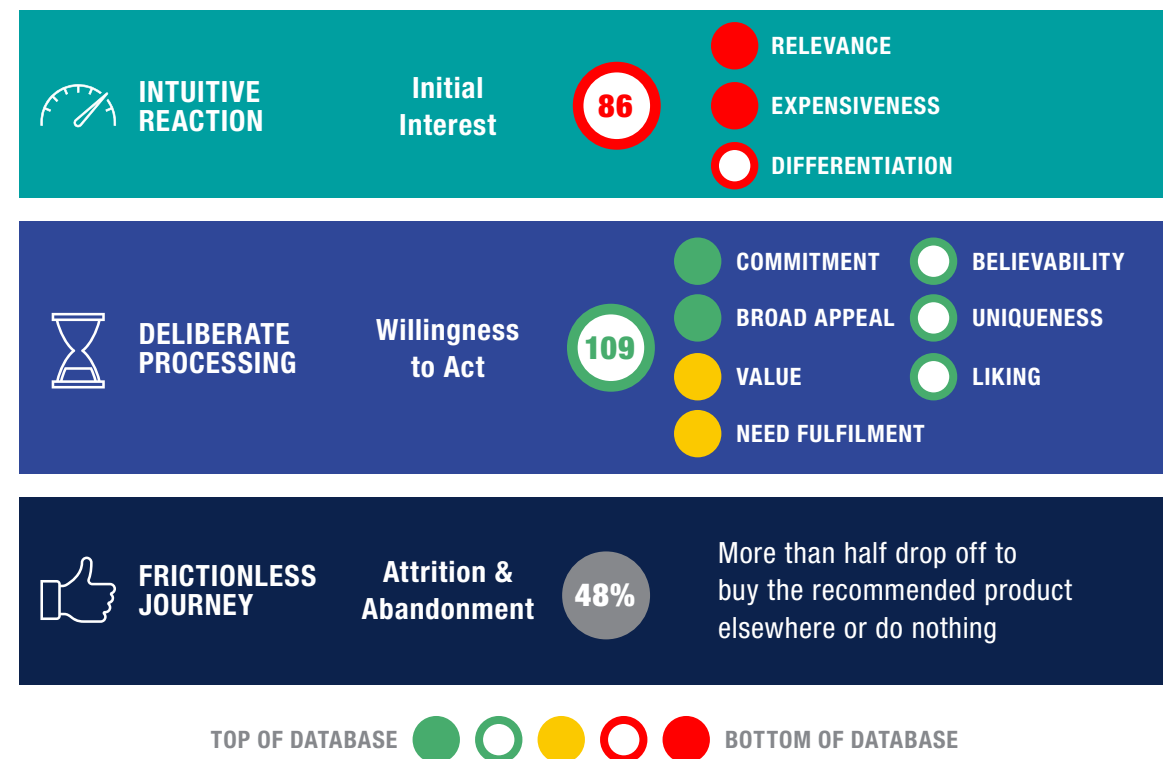 INTUITIVE
REACTION
Initial
Interest
86
RELEVANCE
EXPENSIVENESS
DIFFERENTIATION
DELIBERATE
PROCESSING
Willingness
to Act
109
COMMITMENT
BROAD APPEAL
VALUE
NEED FULFILMENT
BELIEVABILITY
UNIQUENESS
LIKING
FRICTIONLESS
JOURNEY
Attrition &
Abandonment
48%
More than half drop off to
buy the recommended product
elsewhere or do nothing
TOP OF DATABASE
BOTTOM OF DATABASE